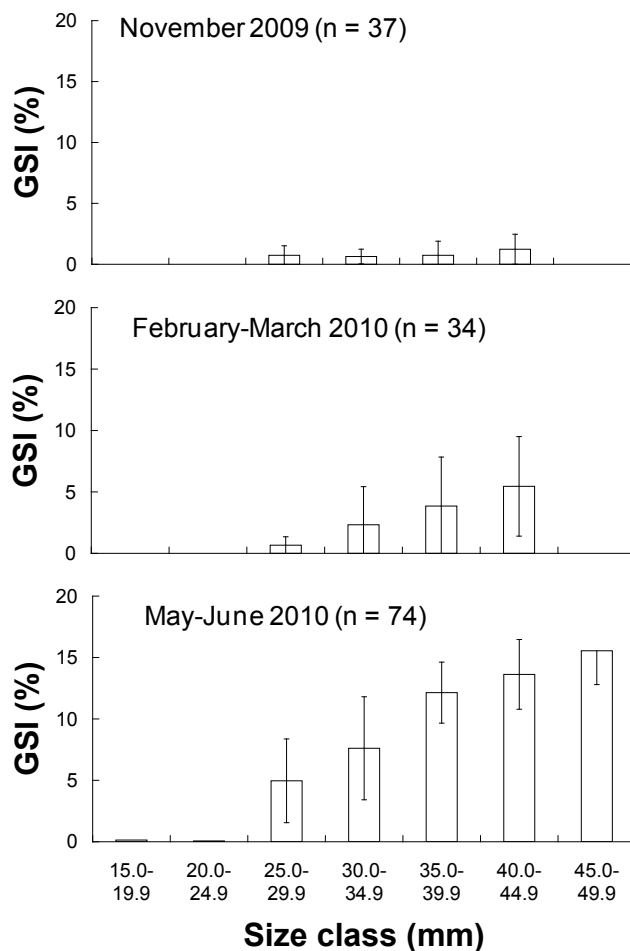 20
November 2009 (n = 37)
15
10
5
0
GSI (%)
20
February-March 2010 (n = 34)
15
10
5
0
GSI (%)
20
May-June 2010 (n = 74)
15
10
5
0
GSI (%)
15.0- 20.0- 25.0- 30.0- 35.0- 40.0- 45.0-
19.9 24.9 29.9 34.9 39.9 44.9 49.9
Size class (mm)